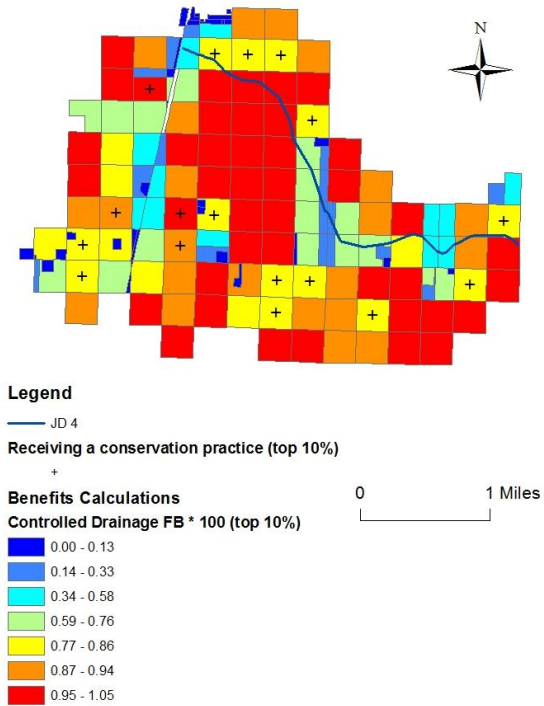 N
Legend
JD 4
Receiving a conservation practice (top 10%)
+
Benefits Calculations
0 1 Miles
Controlled Drainage FB * 100 (top 10%)
0.00 - 0.13
0.14 - 0.33
0.34 - 0.58
0.59 - 0.76
0.77 - 0.86
0.87 - 0.94
0.95 - 1.05